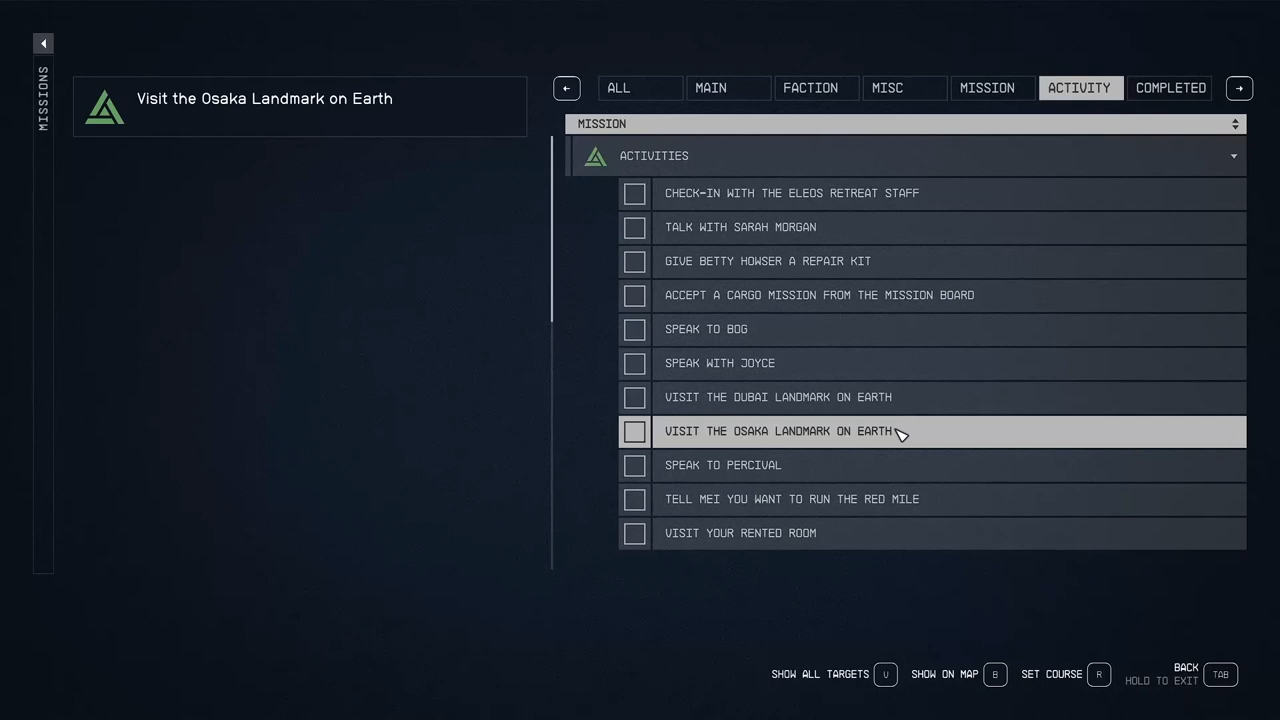 MISSIONS
Visit the Osaka Landmark on Earth
ALL
MAIN
FACTION
MISC
MISSION
ACTIVITY
COMPLETED
MISSION
ACTIVITIES
CHECK-IN WITH THE ELEOS RETREAT STAFF
TALK WITH SARAH MORGAN
GIVE BETTY HOWSER A REPAIR KIT
ACCEPT A CARGO MISSION FROM THE MISSION BOARD
SPEAK TO BOG
SPEAK WITH JOYCE
VISIT THE DUBAI LANDMARK ON EARTH
VISIT THE OSAKA LANDMARK ON EARTH
SPEAK TO PERCIVAL
TELL MEI YOU WANT TO RUN THE RED MILE
VISIT YOUR RENTED ROOM
SHOW ALL TARGETS U
SHOW ON MAP B
SET COURSE R
BACK
HOLD TO EXIT TAB